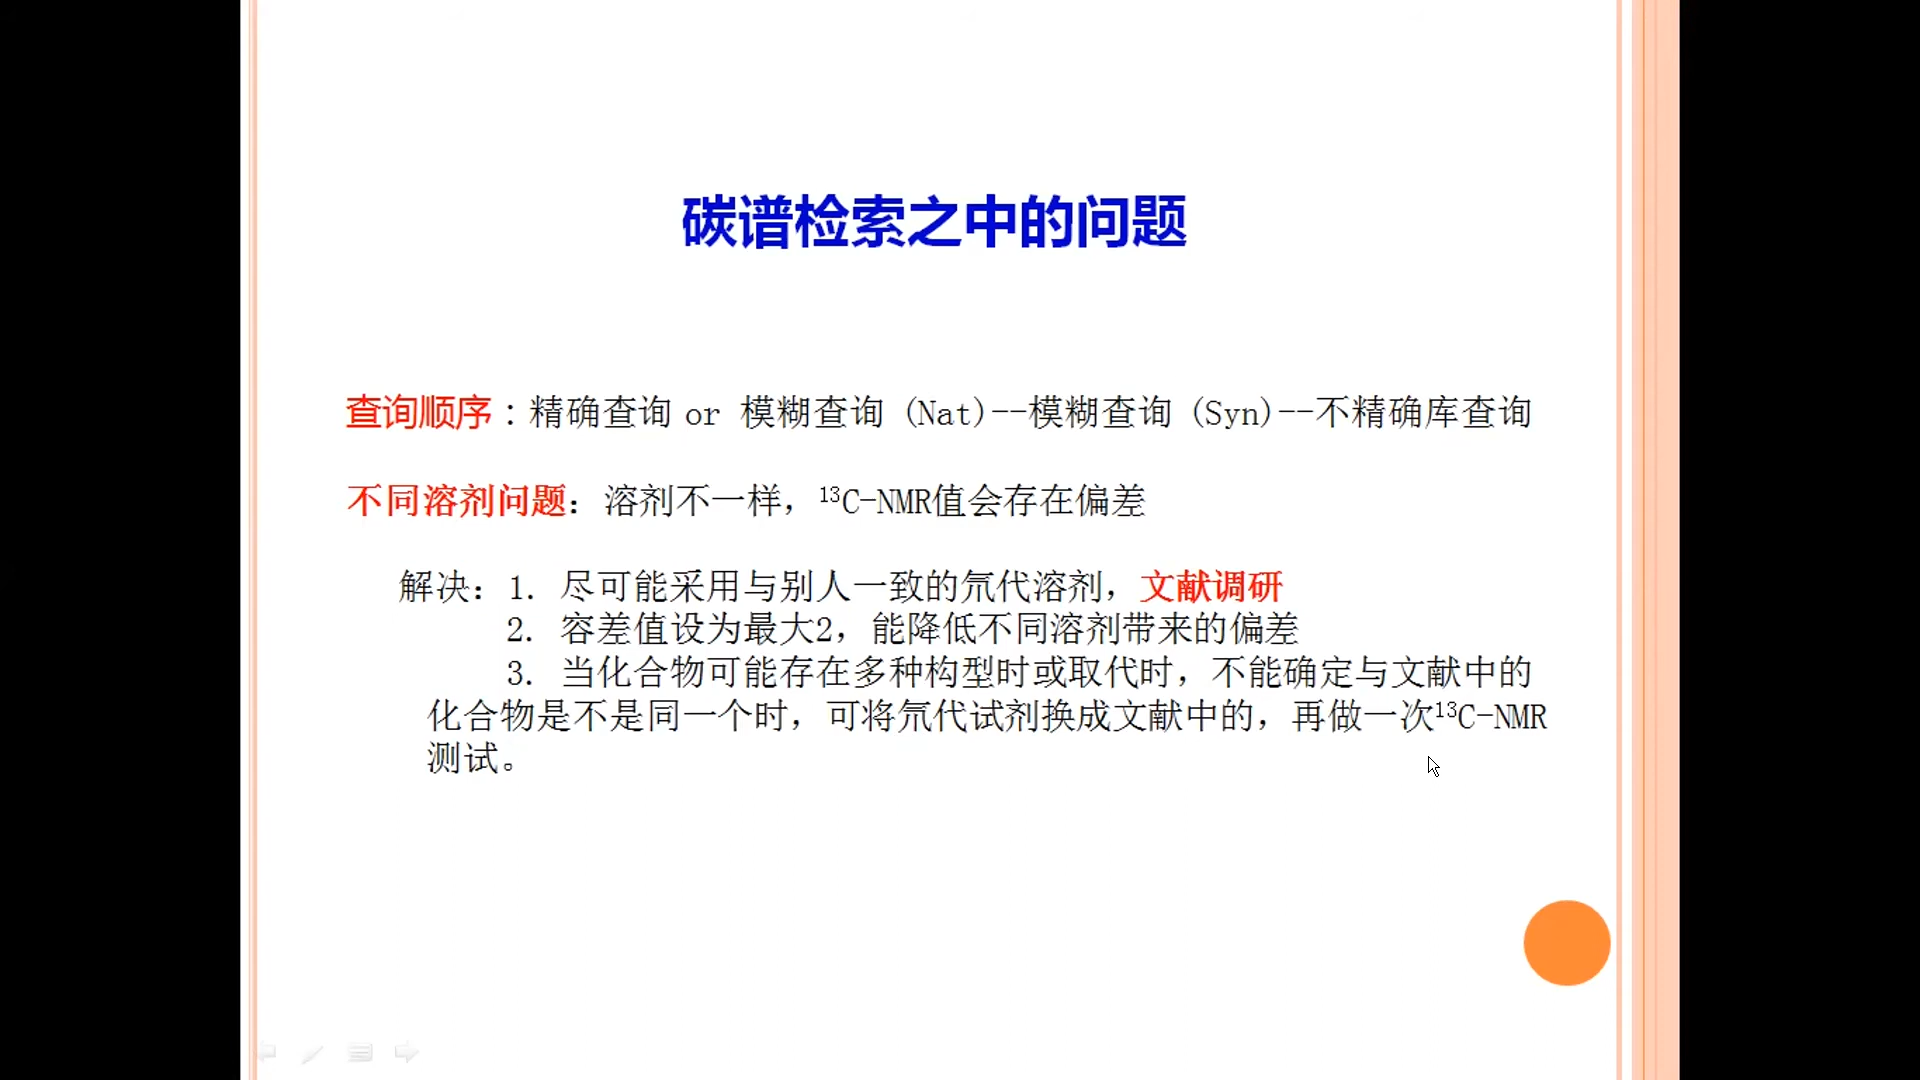 碳谱检索之中的问题
查询顺序：精确查询 or 模糊查询 (Nat)--模糊查询 (Syn)--不精确库查询
不同溶剂问题：溶剂不一样，¹³C-NMR值会存在偏差
解决：1. 尽可能采用与别人一致的氘代溶剂，文献调研
2. 容差值设为最大2，能降低不同溶剂带来的偏差
3. 当化合物可能存在多种构型时或取代时，不能确定与文献中的
化合物是不是同一个时，可将氘代试剂换成文献中的，再做一次¹³C-NMR
测试。